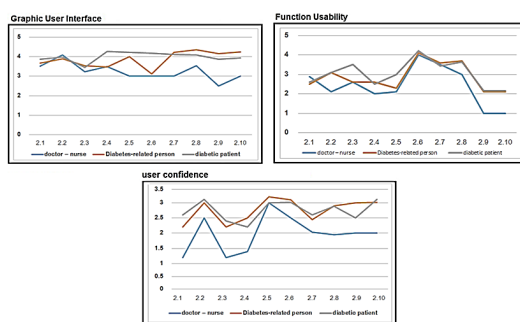 Graphic User Interface
5
4
3
2
1
0
2.1 2.2 2.3 2.4 2.5 2.6 2.7 2.8 2.9 2.10
doctor – nurse Diabetes-related person diabetic patient
Function Usability
5
4
3
2
1
0
2.1 2.2 2.3 2.4 2.5 2.6 2.7 2.8 2.9 2.10
doctor – nurse Diabetes-related person diabetic patient
user confidence
3.5
3
2.5
2
1.5
1
0.5
0
2.1 2.2 2.3 2.4 2.5 2.6 2.7 2.8 2.9 2.10
doctor – nurse Diabetes-related person diabetic patient